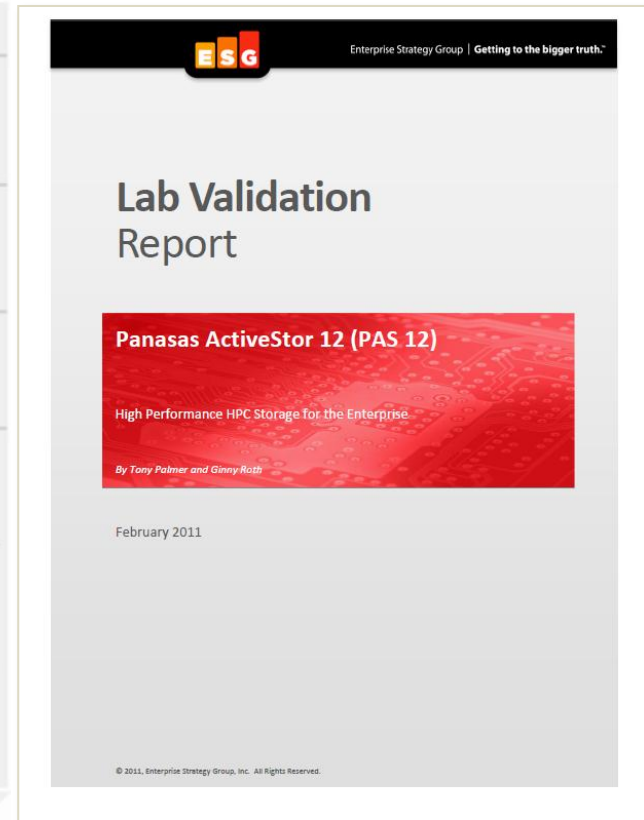 ESG
Enterprise Strategy Group | Getting to the bigger truth.™
Lab Validation
Report
Panasas ActiveStor 12 (PAS 12)
High Performance HPC Storage for the Enterprise
By Tony Palmer and Ginny Roth
February 2011
© 2011, Enterprise Strategy Group, Inc. All Rights Reserved.